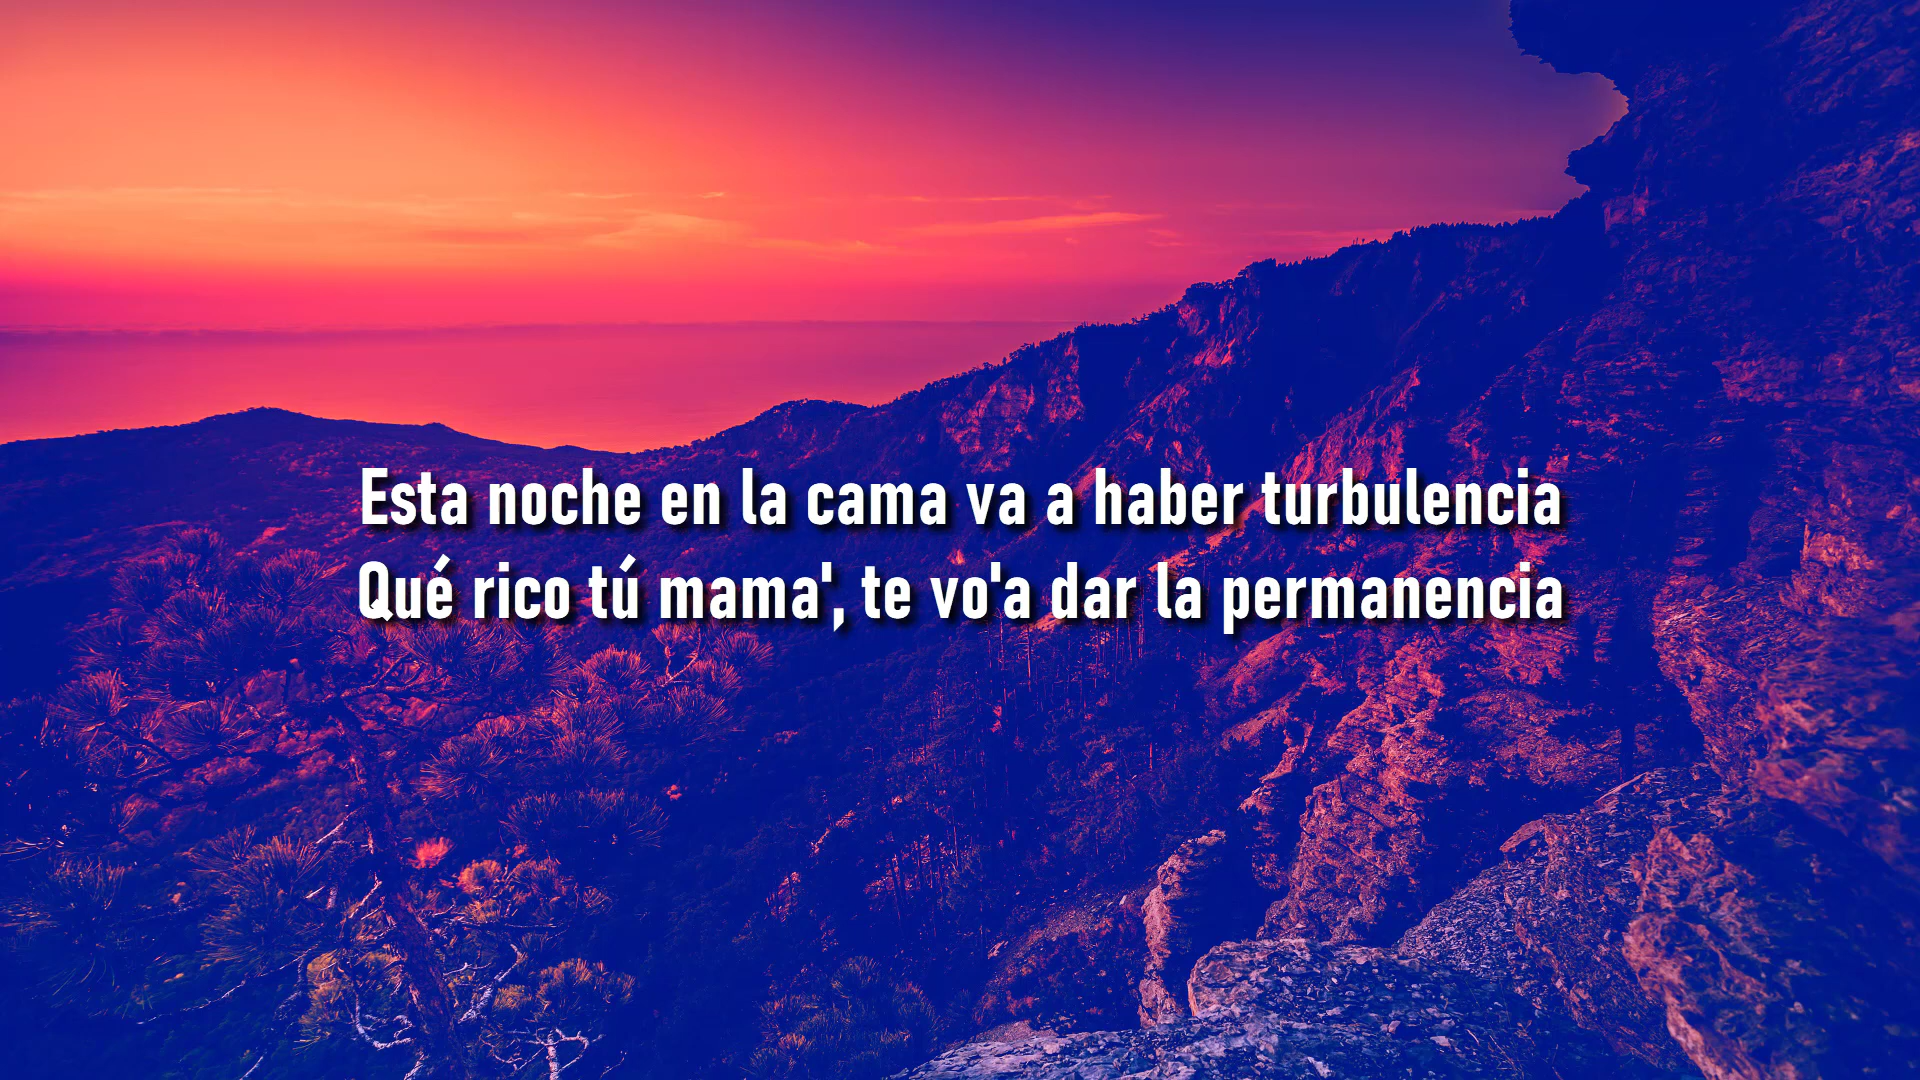 Esta noche en la cama va a haber turbulencia
Qué rico tú mama', te vo'a dar la permanencia